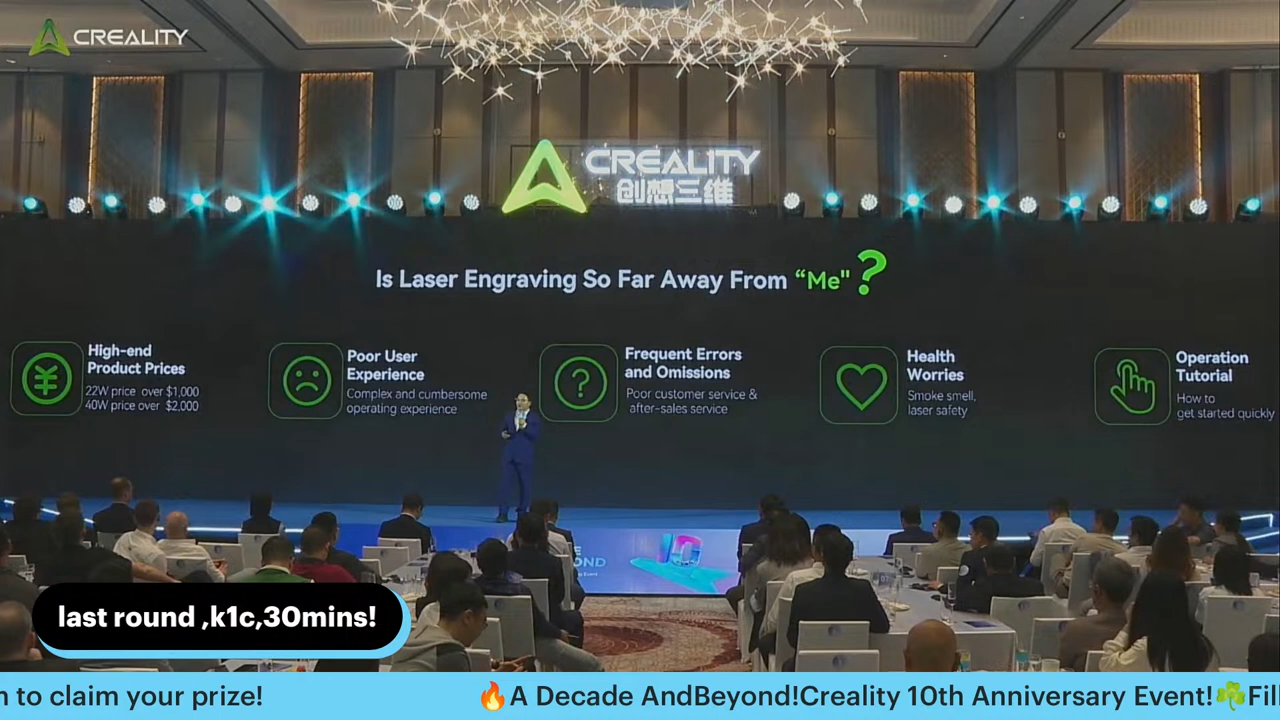 CREALITY
CREALITY
创想三维
Is Laser Engraving So Far Away From “Me"?
High-end
Product Prices
22W price over $1,000
40W price over $2,000
Poor User
Experience
Complex and cumbersome
operating experience
Frequent Errors
and Omissions
Poor customer service &
after-sales service
Health
Worries
Smoke smell,
laser safety
Operation
Tutorial
How to
get started quickly
10
last round ,k1c,30mins!
to claim your prize!
🔥A Decade AndBeyond!Creality 10th Anniversary Event!☘️Fill